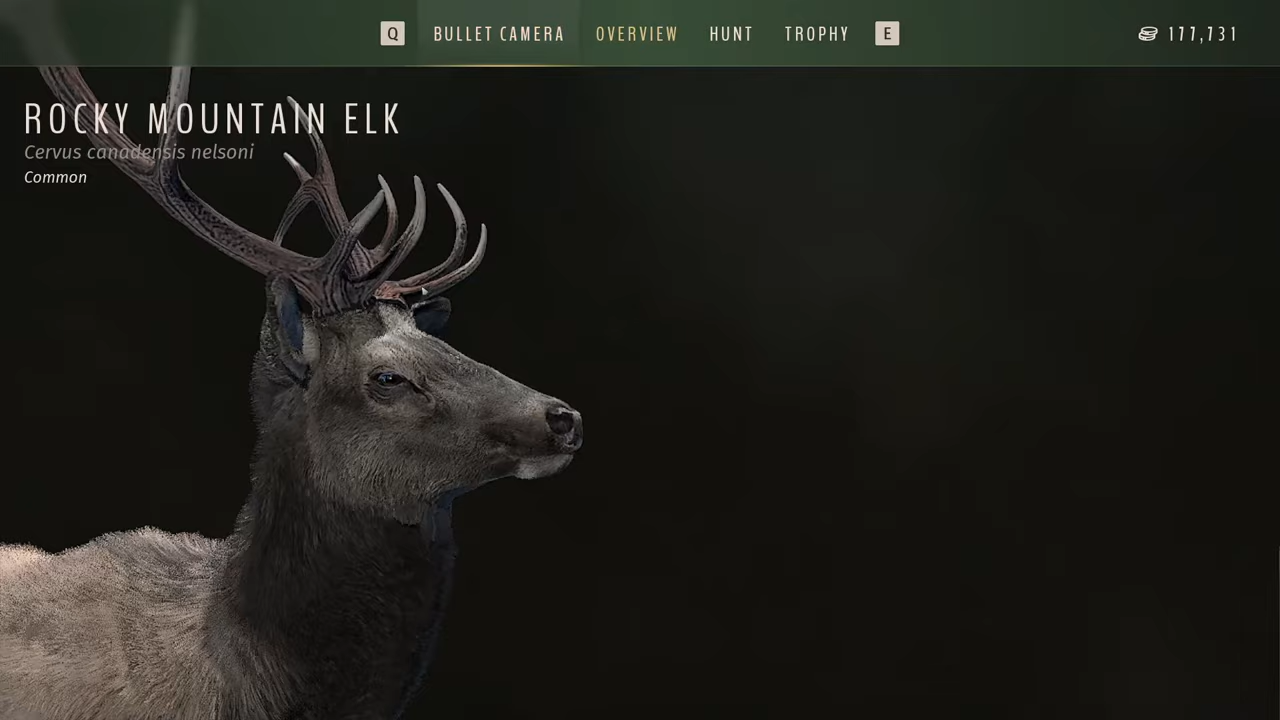 Q BULLET CAMERA OVERVIEW HUNT TROPHY E 177,731
ROCKY MOUNTAIN ELK
Cervus canadensis nelsoni
Common